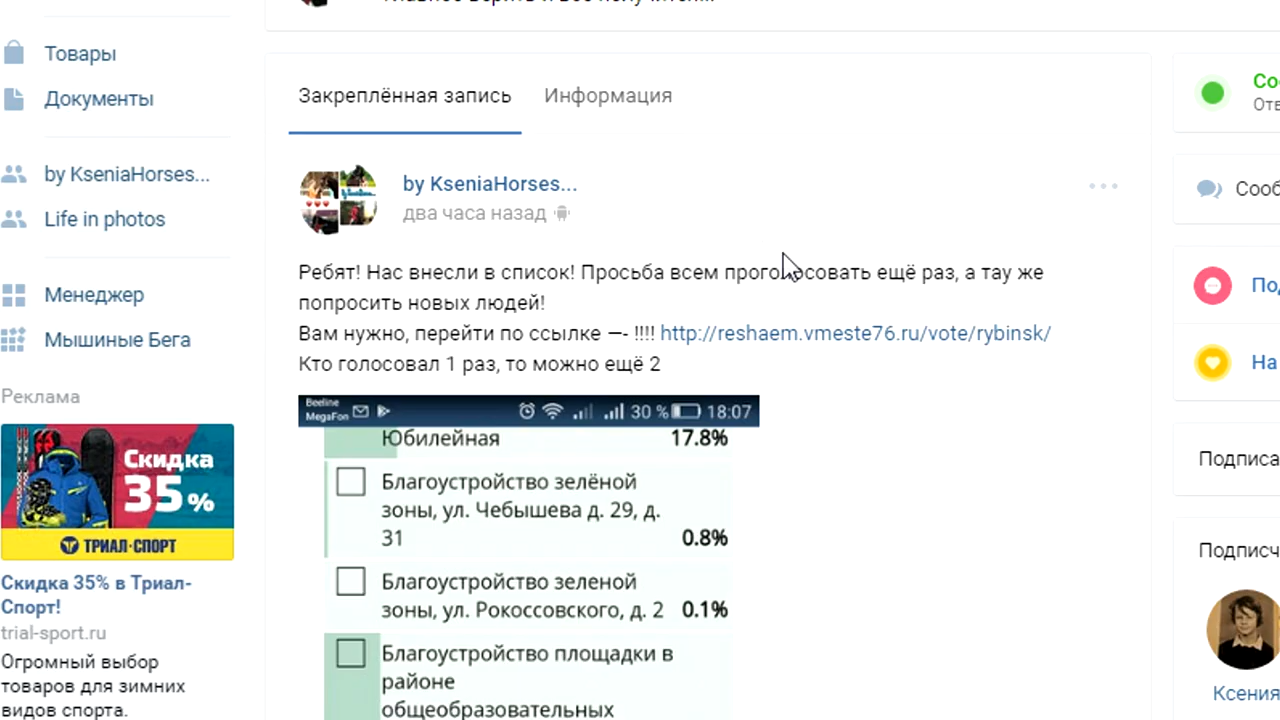 Товары
Документы
by KseniaHorses...
Life in photos
Менеджер
Мышиные Бега
Реклама
Скидка
35%
ТРИАЛ-СПОРТ
Скидка 35% в Триал-
Спорт!
trial-sport.ru
Огромный выбор
товаров для зимних
видов спорта.
Закреплённая запись
Информация
by KseniaHorses...
два часа назад
Ребят! Нас внесли в список! Просьба всем проголосовать ещё раз, а тау же
попросить новых людей!
Вам нужно, перейти по ссылке —- !!!! http://reshaem.vmeste76.ru/vote/rybinsk/
Кто голосовал 1 раз, то можно ещё 2
Beeline
MegaFon
30 % 18:07
Юбилейная 17.8%
Благоустройство зелёной
зоны, ул. Чебышева д. 29, д.
31 0.8%
Благоустройство зеленой
зоны, ул. Рокоссовского, д. 2 0.1%
Благоустройство площадки в
районе
общеобразовательных
Соо
Отв
Сооб
Под
На
Подписа
Подписч
Ксения